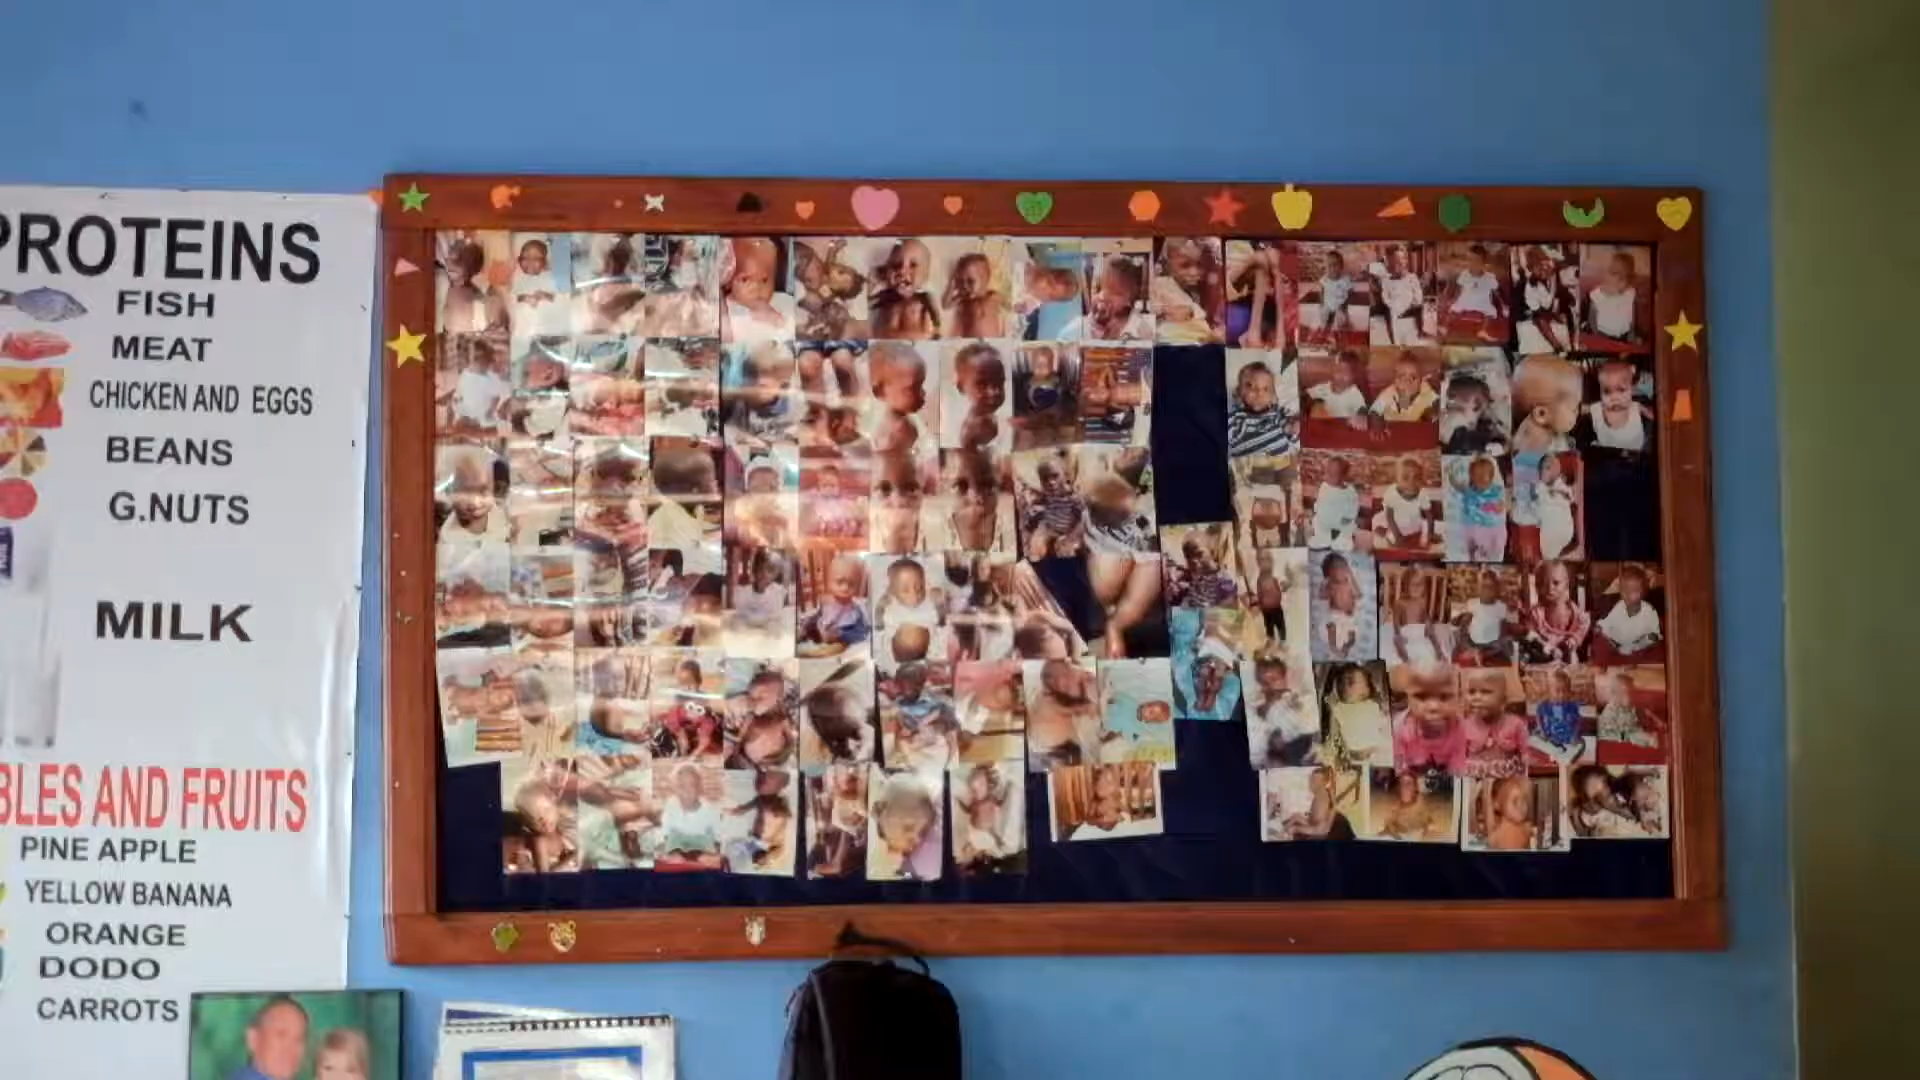 PROTEINS
FISH
MEAT
CHICKEN AND EGGS
BEANS
G.NUTS
MILK
BLES AND FRUITS
PINE APPLE
YELLOW BANANA
ORANGE
DODO
CARROTS